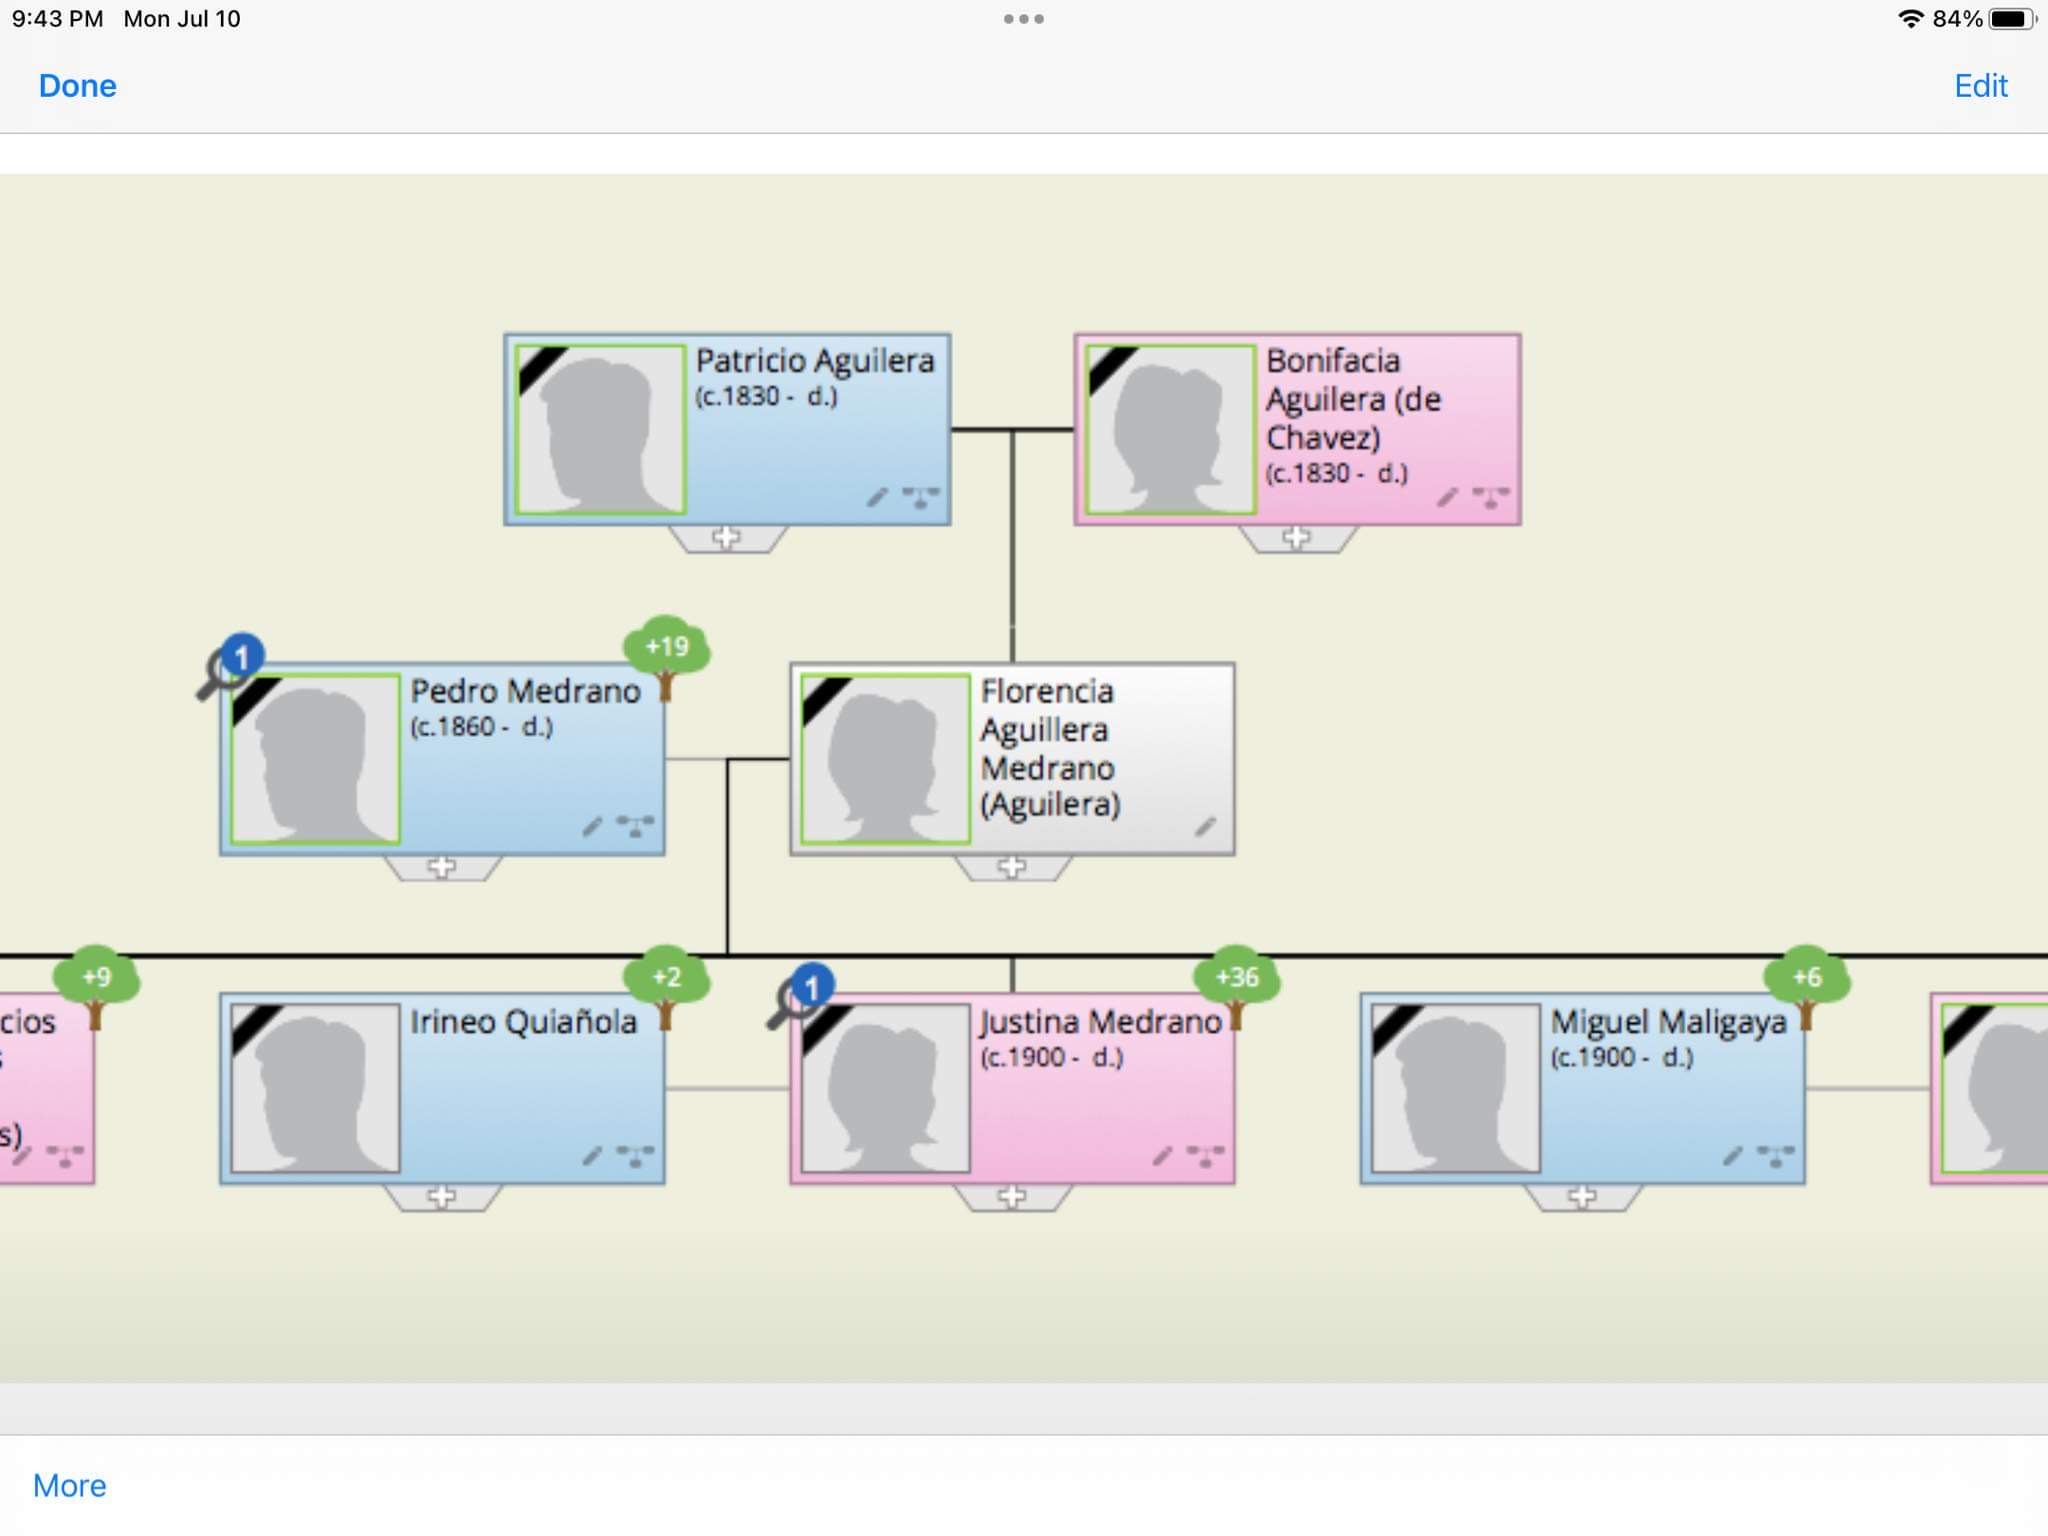 9:43 PM Mon Jul 10
84%
Done
Edit
Patricio Aguilera
(c.1830 - d.)
Bonifacia
Aguilera (de
Chavez)
(c.1830 - d.)
1
+19
Pedro Medrano
(c.1860 - d.)
Florencia
Aguillera
Medrano
(Aguilera)
+9
cios
s)
+2
Irineo Quiañola
1
+36
Justina Medrano
(c.1900 - d.)
+6
Miguel Maligaya
(c.1900 - d.)
More